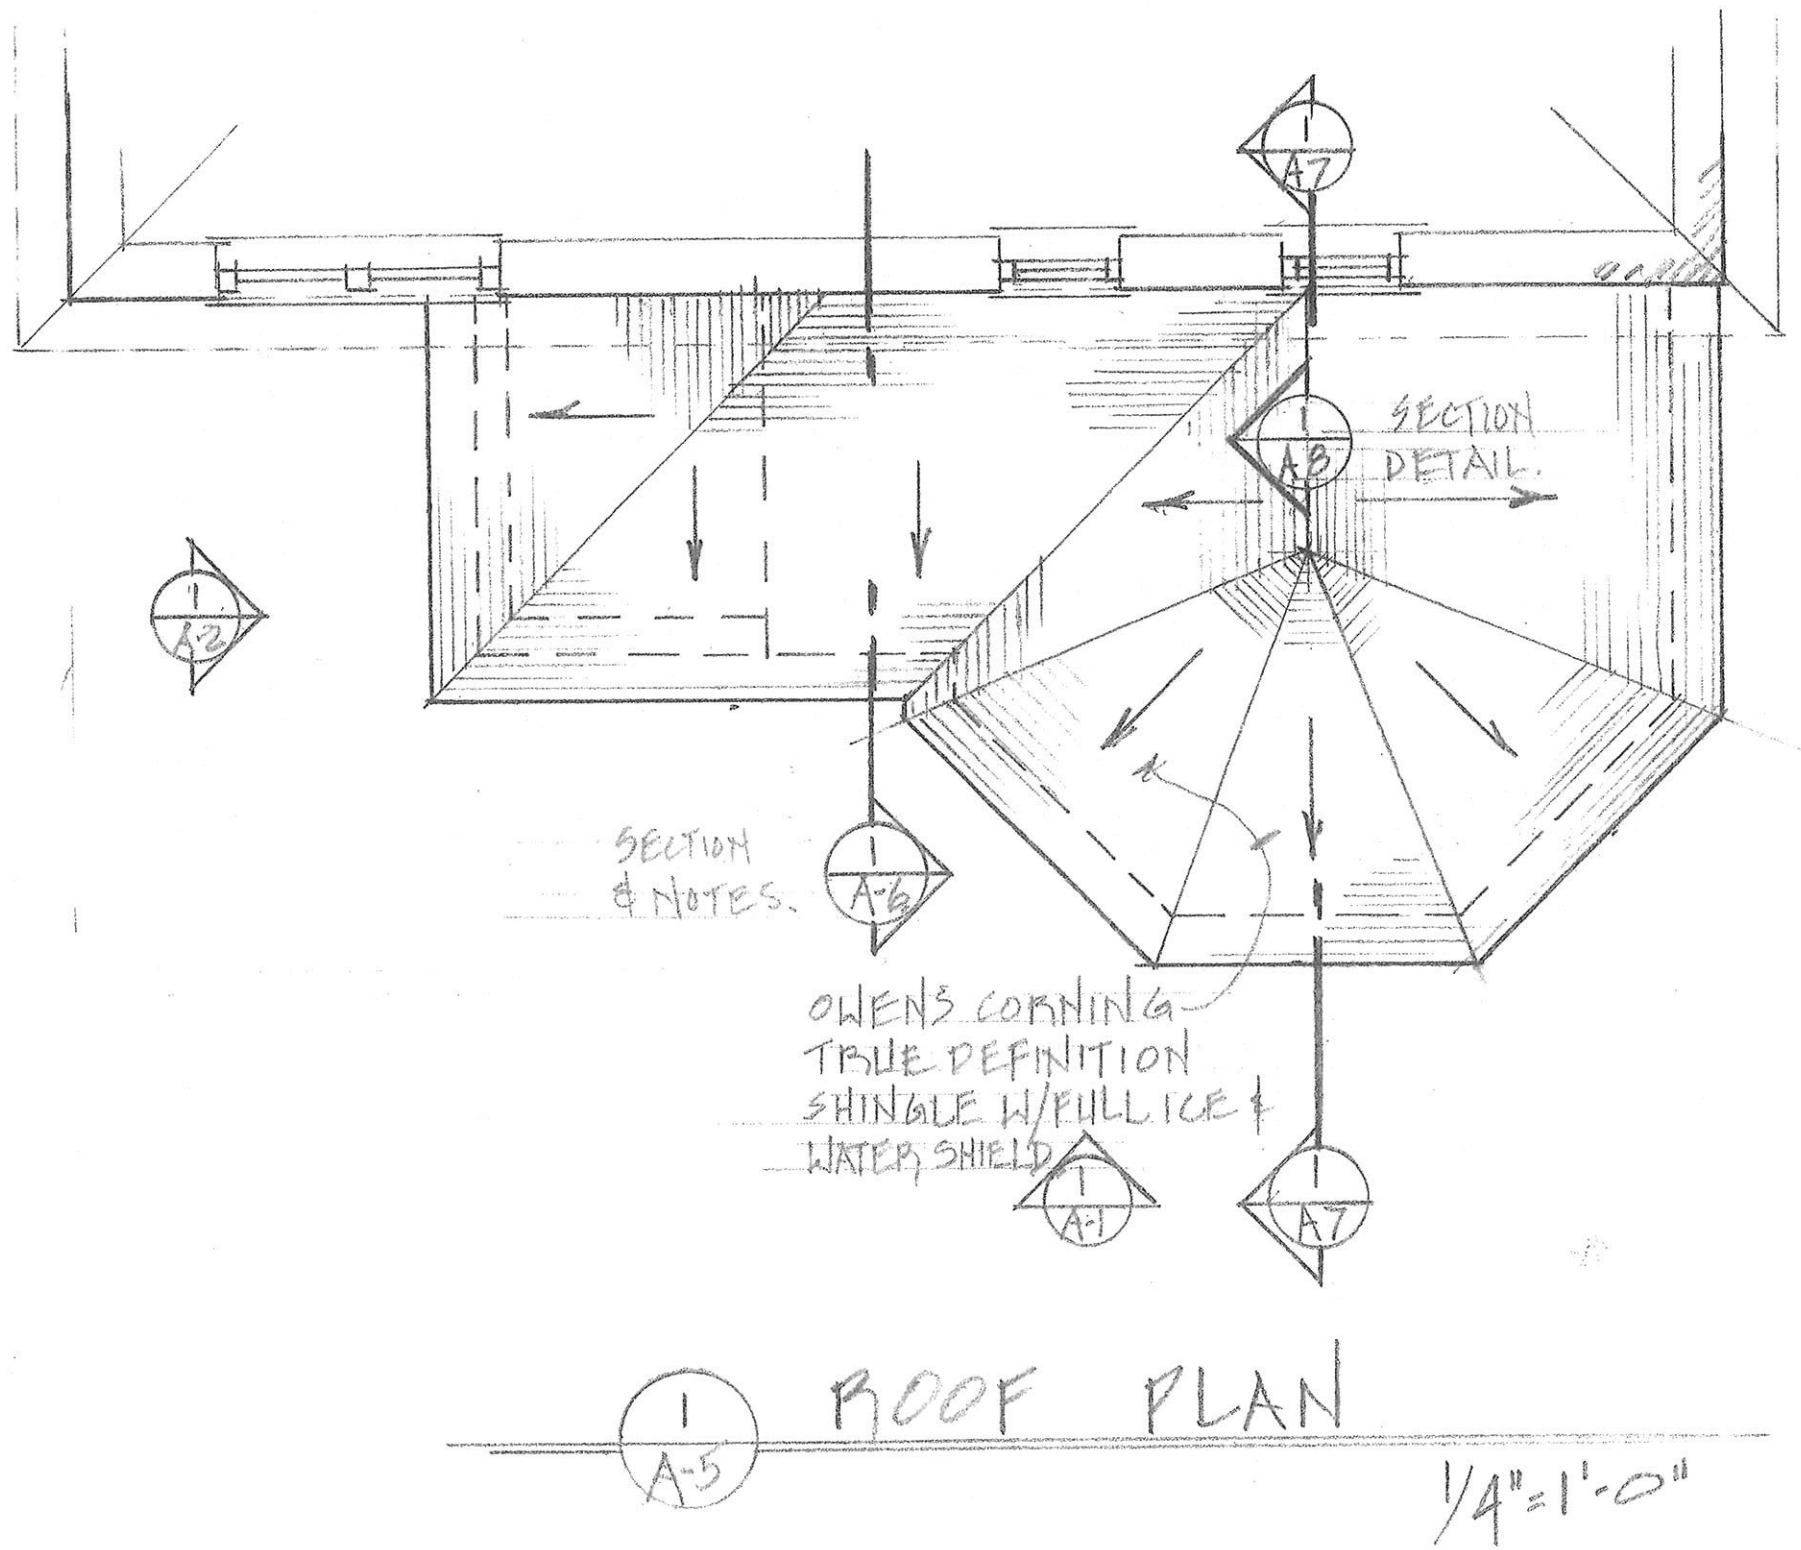 1
A7
SECTION
DETAIL.
1
A8
1
A-2
SECTION
& NOTES.
1
A-6
OWENS CORNING
TRUE DEFINITION
SHINGLE W/FULL ICE &
WATER SHIELD
1
A-1
1
A7
1
A-5
ROOF PLAN
1/4"=1'-0"